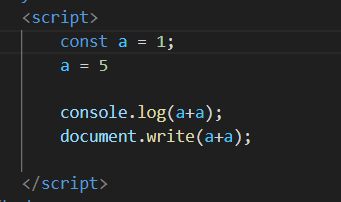 <script>
const a = 1;
a = 5
console.log(a+a);
document.write(a+a);
</script>